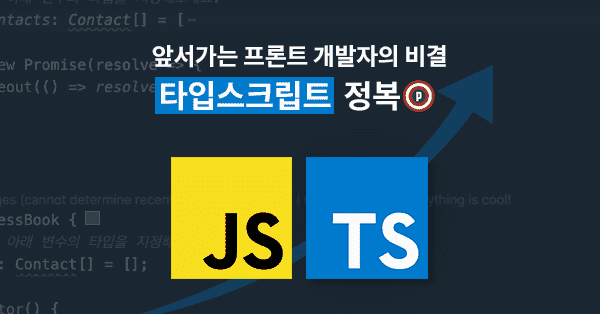 ntacts: Contact[] = [
ew Promise(resolve => {
eout(() => resolve
앞서가는 프론트 개발자의 비결
타입스크립트 정복
P
JS
TS
ges (cannot determine recen
thing is cool!
essBook {
아래 변수의 타입을 지정해
: Contact[] = [];
tor() {